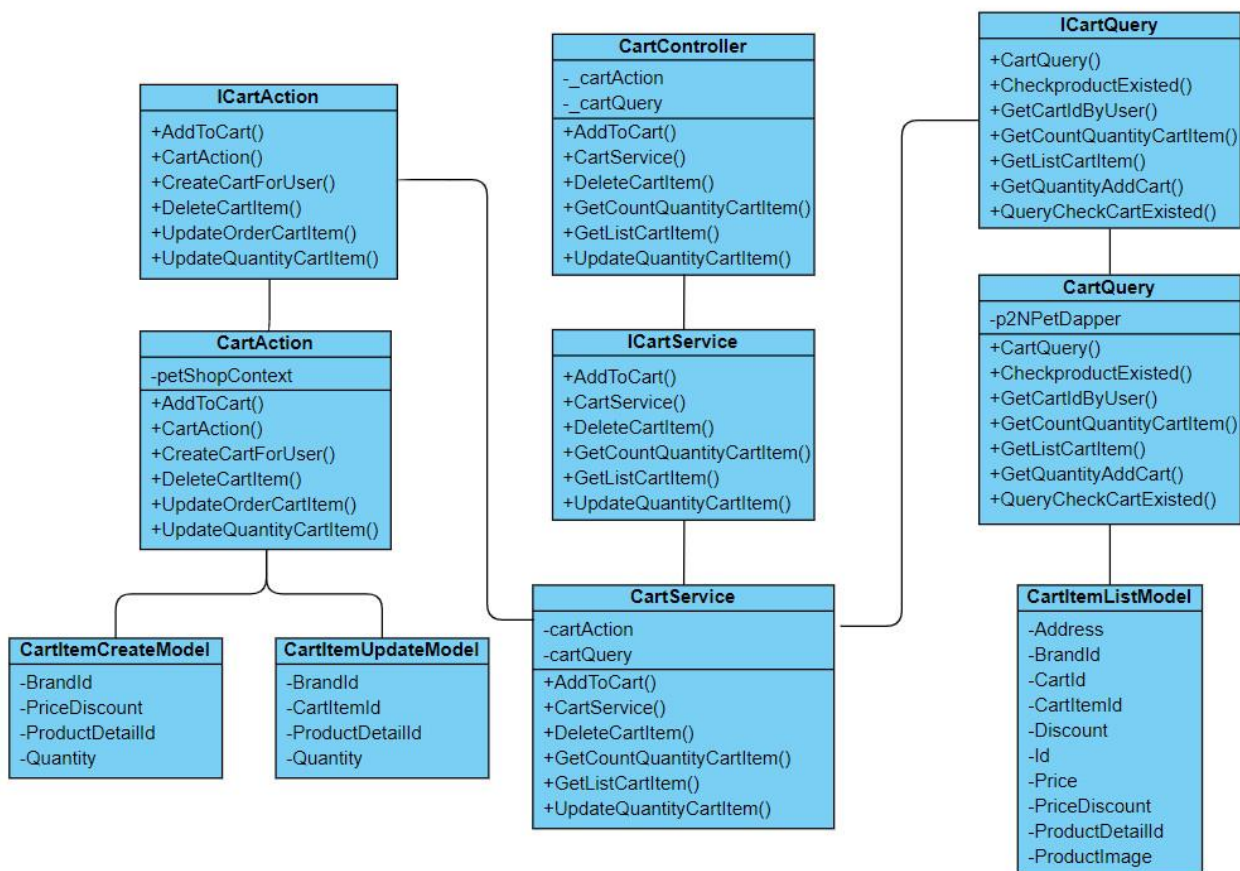 ICartAction
+AddToCart()
+CartAction()
+CreateCartForUser()
+DeleteCartItem()
+UpdateOrderCartItem()
+UpdateQuantityCartItem()
CartAction
-petShopContext
+AddToCart()
+CartAction()
+CreateCartForUser()
+DeleteCartItem()
+UpdateOrderCartItem()
+UpdateQuantityCartItem()
CartItemCreateModel
-BrandId
-PriceDiscount
-ProductDetailId
-Quantity
CartItemUpdateModel
-BrandId
-CartItemId
-ProductDetailId
-Quantity
CartController
-_cartAction
-_cartQuery
+AddToCart()
+CartService()
+DeleteCartItem()
+GetCountQuantityCartItem()
+GetListCartItem()
+UpdateQuantityCartItem()
ICartService
+AddToCart()
+CartService()
+DeleteCartItem()
+GetCountQuantityCartItem()
+GetListCartItem()
+UpdateQuantityCartItem()
CartService
-cartAction
-cartQuery
+AddToCart()
+CartService()
+DeleteCartItem()
+GetCountQuantityCartItem()
+GetListCartItem()
+UpdateQuantityCartItem()
ICartQuery
+CartQuery()
+CheckproductExisted()
+GetCartIdByUser()
+GetCountQuantityCartItem()
+GetListCartItem()
+GetQuantityAddCart()
+QueryCheckCartExisted()
CartQuery
-p2NPetDapper
+CartQuery()
+CheckproductExisted()
+GetCartIdByUser()
+GetCountQuantityCartItem()
+GetListCartItem()
+GetQuantityAddCart()
+QueryCheckCartExisted()
CartItemListModel
-Address
-BrandId
-CartId
-CartItemId
-Discount
-Id
-Price
-PriceDiscount
-ProductDetailId
-ProductImage